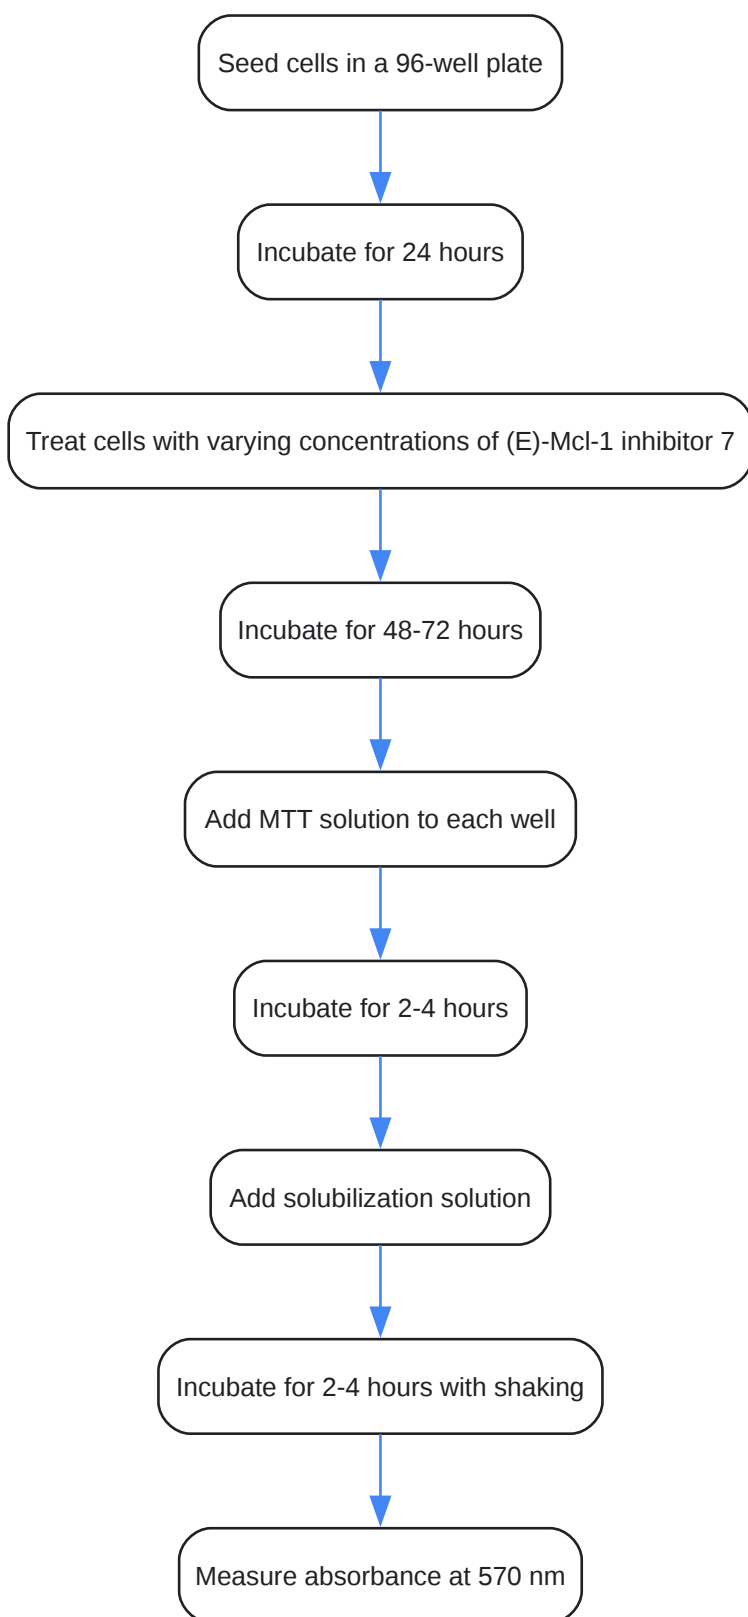 Seed cells in a 96-well plate
Incubate for 24 hours
Treat cells with varying concentrations of (E)-Mcl-1 inhibitor 7
Incubate for 48-72 hours
Add MTT solution to each well
Incubate for 2-4 hours
Add solubilization solution
Incubate for 2-4 hours with shaking
Measure absorbance at 570 nm